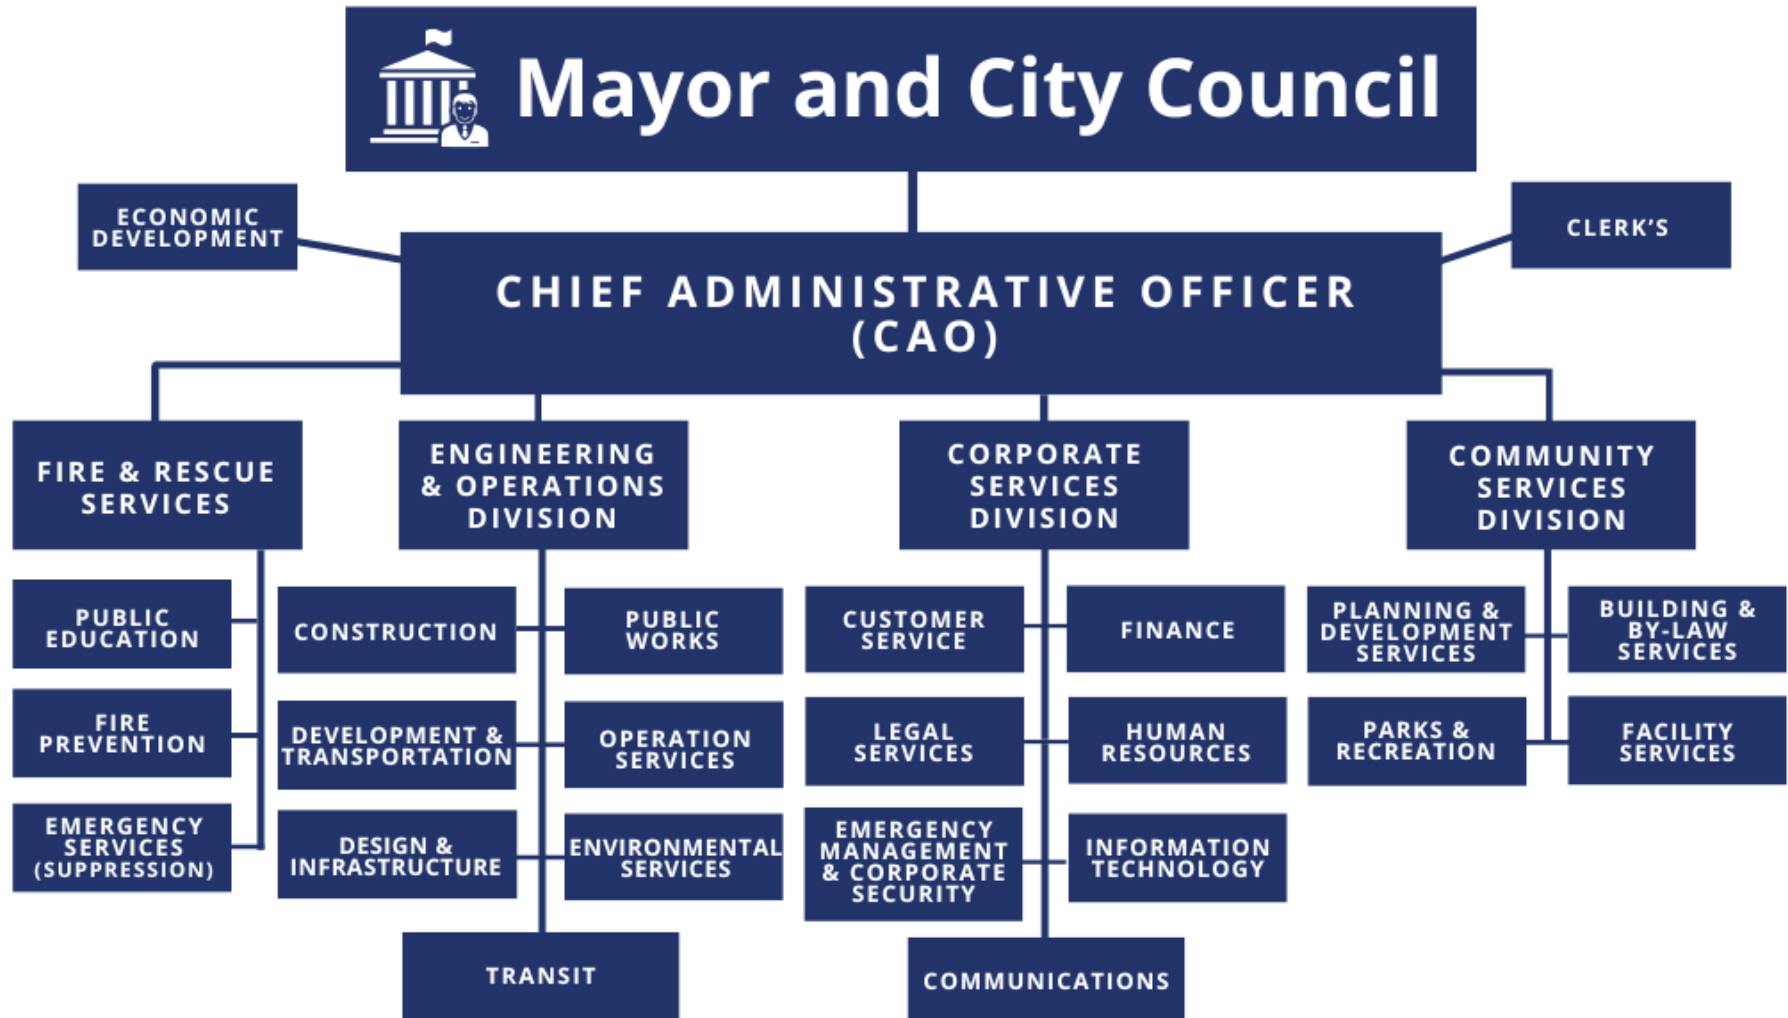 Mayor and City Council
ECONOMIC
DEVELOPMENT
CLERK'S
CHIEF ADMINISTRATIVE OFFICER
(CAO)
FIRE & RESCUE
SERVICES
PUBLIC
EDUCATION
FIRE
PREVENTION
EMERGENCY
SERVICES
(SUPPRESSION)
ENGINEERING
& OPERATIONS
DIVISION
CONSTRUCTION
PUBLIC
WORKS
DEVELOPMENT &
TRANSPORTATION
OPERATION
SERVICES
DESIGN &
INFRASTRUCTURE
ENVIRONMENTAL
SERVICES
TRANSIT
CORPORATE
SERVICES
DIVISION
CUSTOMER
SERVICE
FINANCE
LEGAL
SERVICES
HUMAN
RESOURCES
EMERGENCY
MANAGEMENT
& CORPORATE
SECURITY
INFORMATION
TECHNOLOGY
COMMUNICATIONS
COMMUNITY
SERVICES
DIVISION
PLANNING &
DEVELOPMENT
SERVICES
BUILDING &
BY-LAW
SERVICES
PARKS &
RECREATION
FACILITY
SERVICES